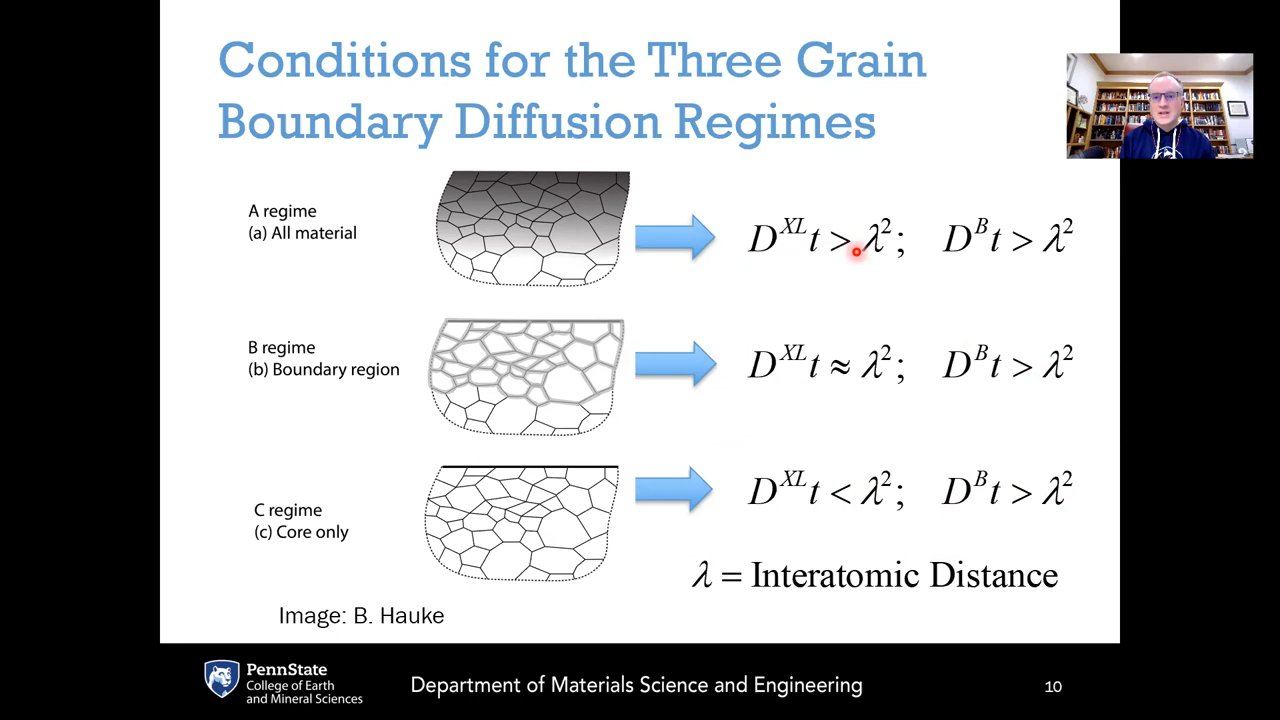 Conditions for the Three Grain
Boundary Diffusion Regimes
A regime
(a) All material
D^{XL} t > λ²; D^B t > λ²
B regime
(b) Boundary region
D^{XL} t ≈ λ²; D^B t > λ²
C regime
(c) Core only
D^{XL} t < λ²; D^B t > λ²
λ = Interatomic Distance
Image: B. Hauke
PennState
College of Earth
and Mineral Sciences
Department of Materials Science and Engineering
10